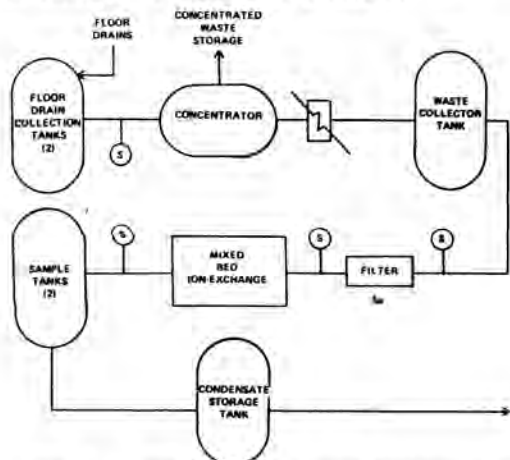 FLOOR
DRAINS
CONCENTRATED
WASTE
STORAGE
FLOOR
DRAIN
COLLECTION
TANKS
(2)
CONCENTRATOR
WASTE
COLLECTOR
TANK
S
SAMPLE
TANKS
(2)
S
MIXED
BED
ION-EXCHANGE
S
FILTER
S
CONDENSATE
STORAGE
TANK